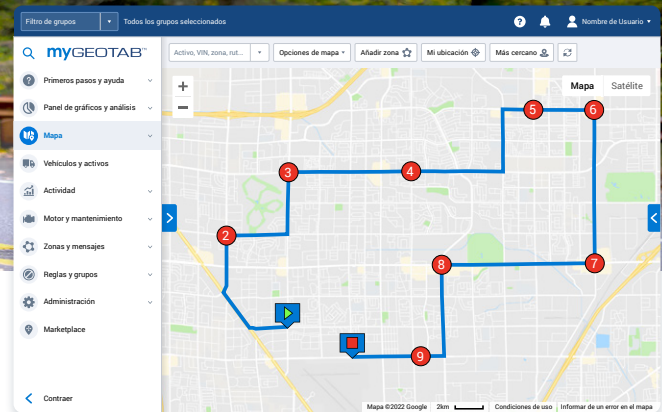 Filtro de grupos
Todos los grupos seleccionados
?
Nombre de Usuario
myGEOTAB™
Activo, VIN, zona, rut...
Opciones de mapa
Añadir zona
Mi ubicación
Más cercano
Primeros pasos y ayuda
Panel de gráficos y análisis
Mapa
Vehículos y activos
Actividad
Motor y mantenimiento
Zonas y mensajes
Reglas y grupos
Administración
Marketplace
Contraer
+
−
Mapa
Satélite
2
3
4
5
6
7
8
9
Mapa ©2022 Google
2km
Condiciones de uso
Informar de un error en el mapa